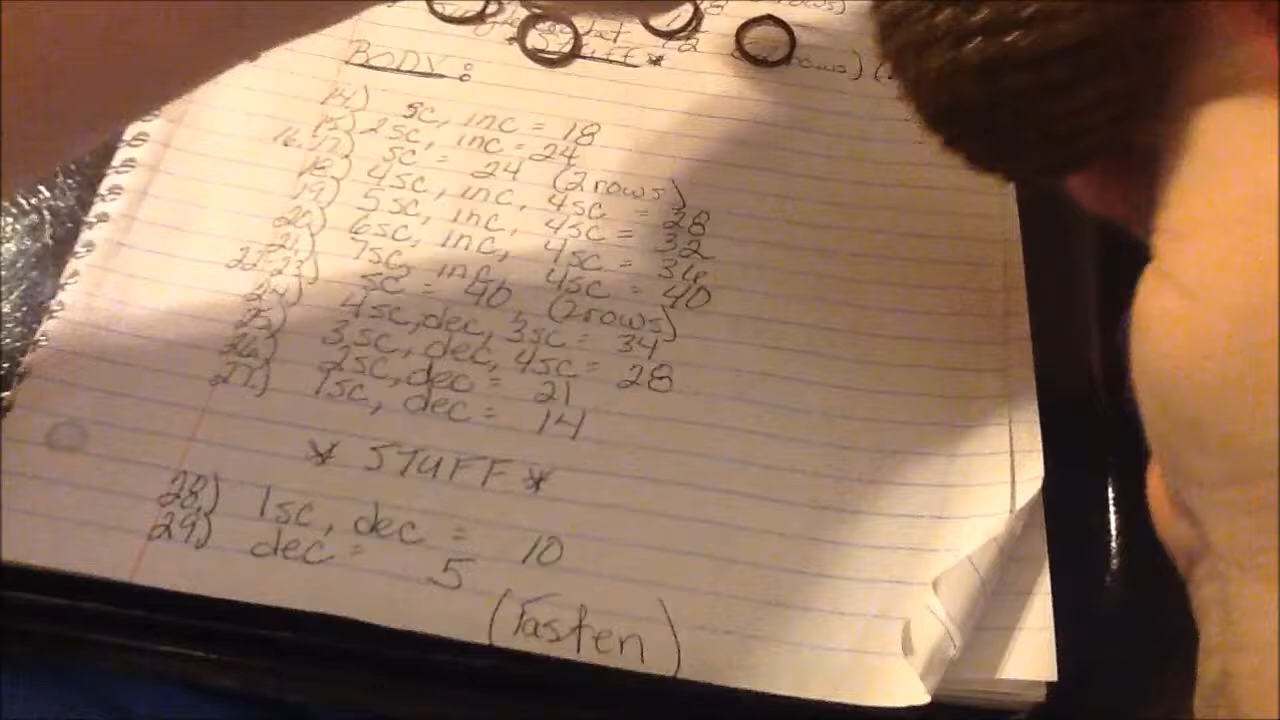 rows)
STUFF*
rows) (
BODY:
14) sc, inc = 18
15) 2sc, inc = 24
16.17) sc = 24 (2 rows)
18) 4sc, inc, 4sc = 28
19) 5sc, inc, 4sc = 32
20) 6sc, inc, 4sc = 36
21) 7sc, inc, 4sc = 40
22.23) sc = 40, (2rows)
24) 4sc, dec, 3sc = 34
25) 3sc, dec, 4sc = 28
26) 2sc, dec = 21
27.) 1sc, dec = 14
* STUFF *
28.) 1sc, dec = 10
29.) dec = 5
(Fasten)